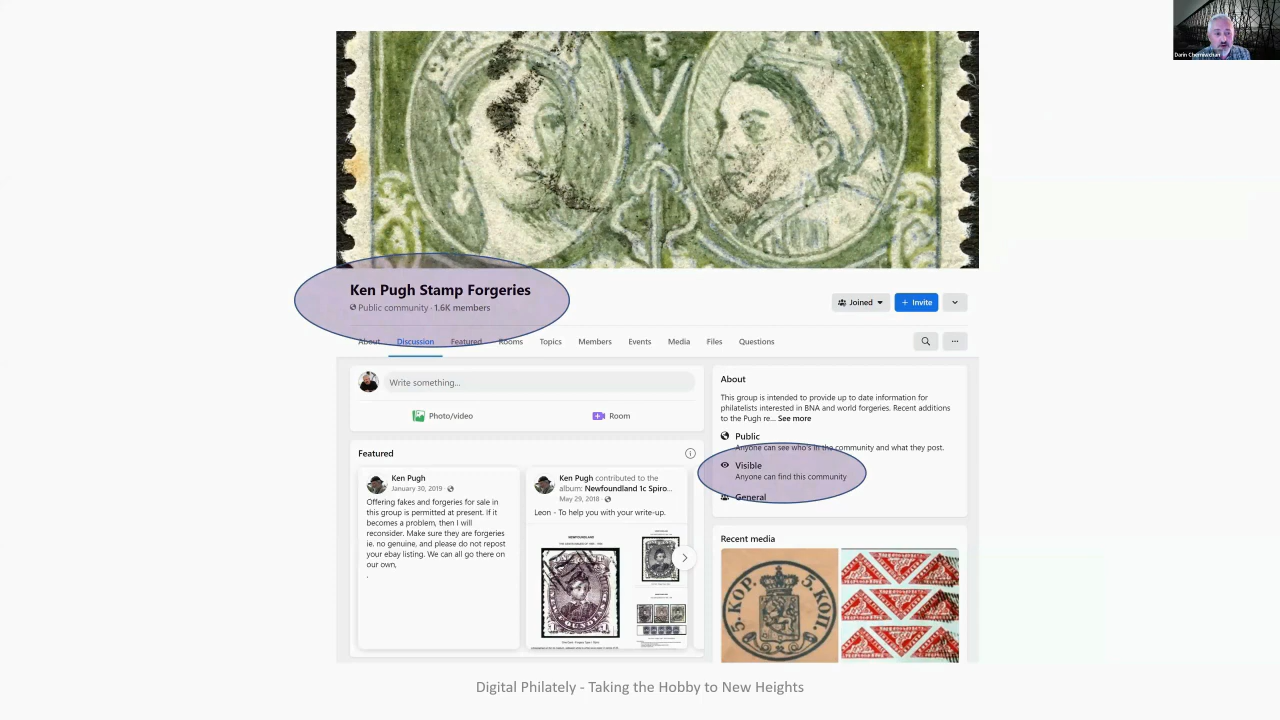 Darin Cherniwchan
Ken Pugh Stamp Forgeries
Public community · 1.6K members
Joined
+ Invite
About Discussion Featured Rooms Topics Members Events Media Files Questions
...
Write something...
Photo/video
Room
Featured
Ken Pugh
January 30, 2019 ·
Offering fakes and forgeries for sale in
this group is permitted at present. If it
becomes a problem, then I will
reconsider. Make sure they are forgeries
ie. no genuine, and please do not repost
your ebay listing. We can all go there on
our own,
.
Ken Pugh contributed to the
album: Newfoundland 1c Spiro...
May 29, 2018 ·
Leon - To help you with your write-up.
NEWFOUNDLAND
About
This group is intended to provide up to date information for
philatelists interested in BNA and world forgeries. Recent additions
to the Pugh re... See more
Public
Anyone can see who's in the community and what they post.
Visible
Anyone can find this community
General
Recent media
5. КОР. 5. КОП.
Digital Philately - Taking the Hobby to New Heights